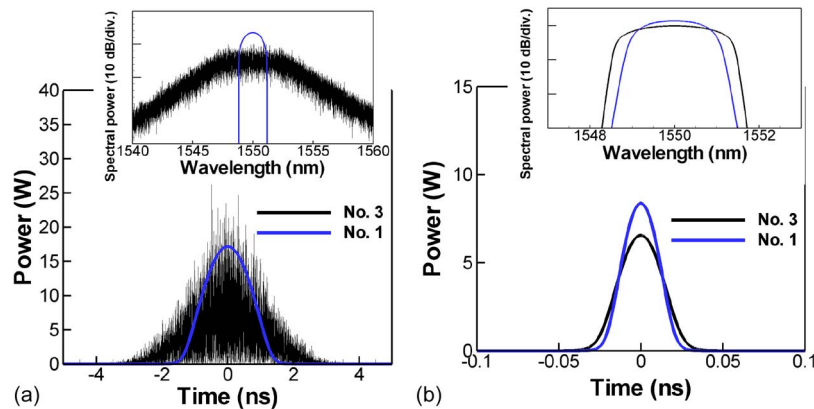 Spectral power (10 dB/div.)
1540 1545 1550 1555 1560
Wavelength (nm)
40
35
30
25
20
15
10
5
0
Power (W)
No. 3
No. 1
-4 -2 0 2 4
Time (ns)
(a)
Spectral power (10 dB/div.)
1548 1550 1552
Wavelength (nm)
15
10
5
0
Power (W)
No. 3
No. 1
-0.1 -0.05 0 0.05 0.1
Time (ns)
(b)